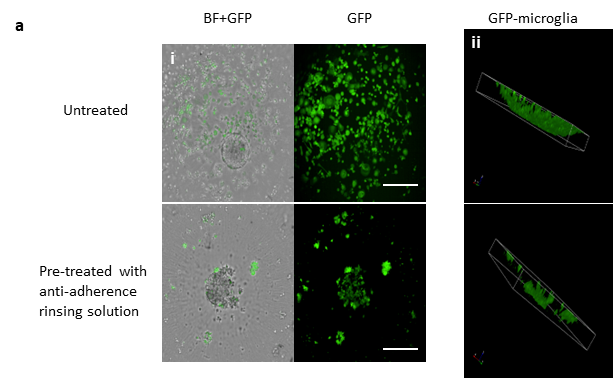 a
BF+GFP
GFP
GFP-microglia
i
ii
Untreated
Pre-treated with
anti-adherence
rinsing solution